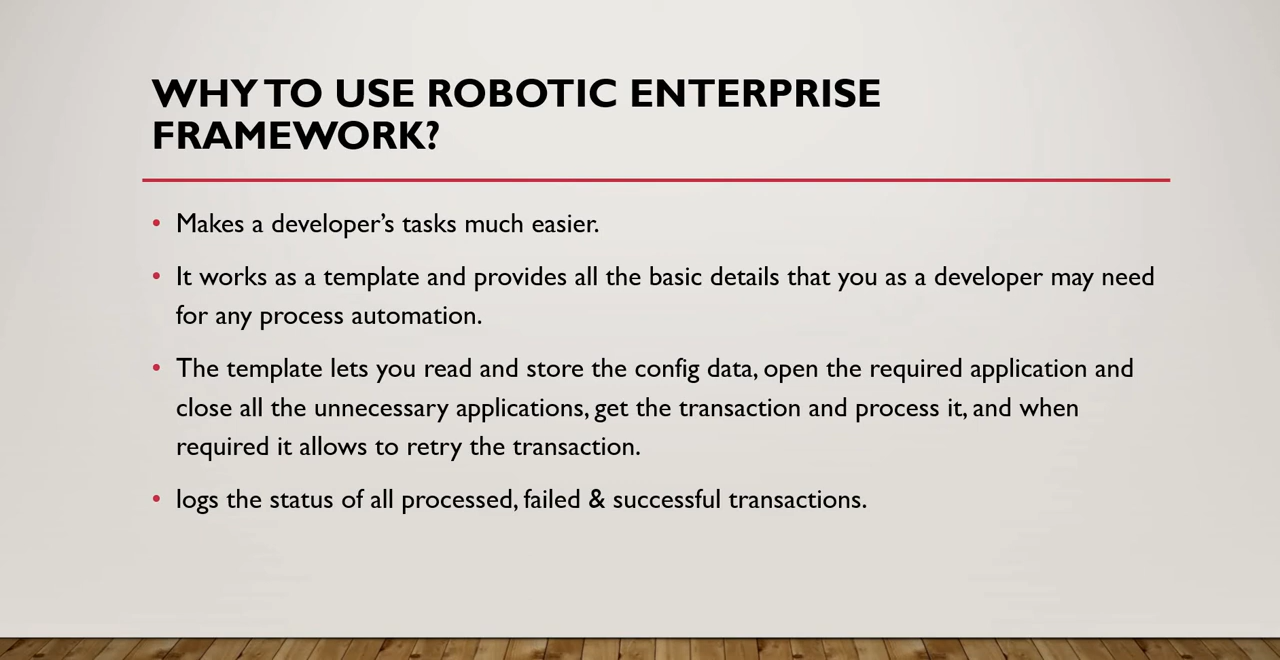 WHY TO USE ROBOTIC ENTERPRISE
FRAMEWORK?
• Makes a developer’s tasks much easier.
• It works as a template and provides all the basic details that you as a developer may need
for any process automation.
• The template lets you read and store the config data, open the required application and
close all the unnecessary applications, get the transaction and process it, and when
required it allows to retry the transaction.
• logs the status of all processed, failed & successful transactions.